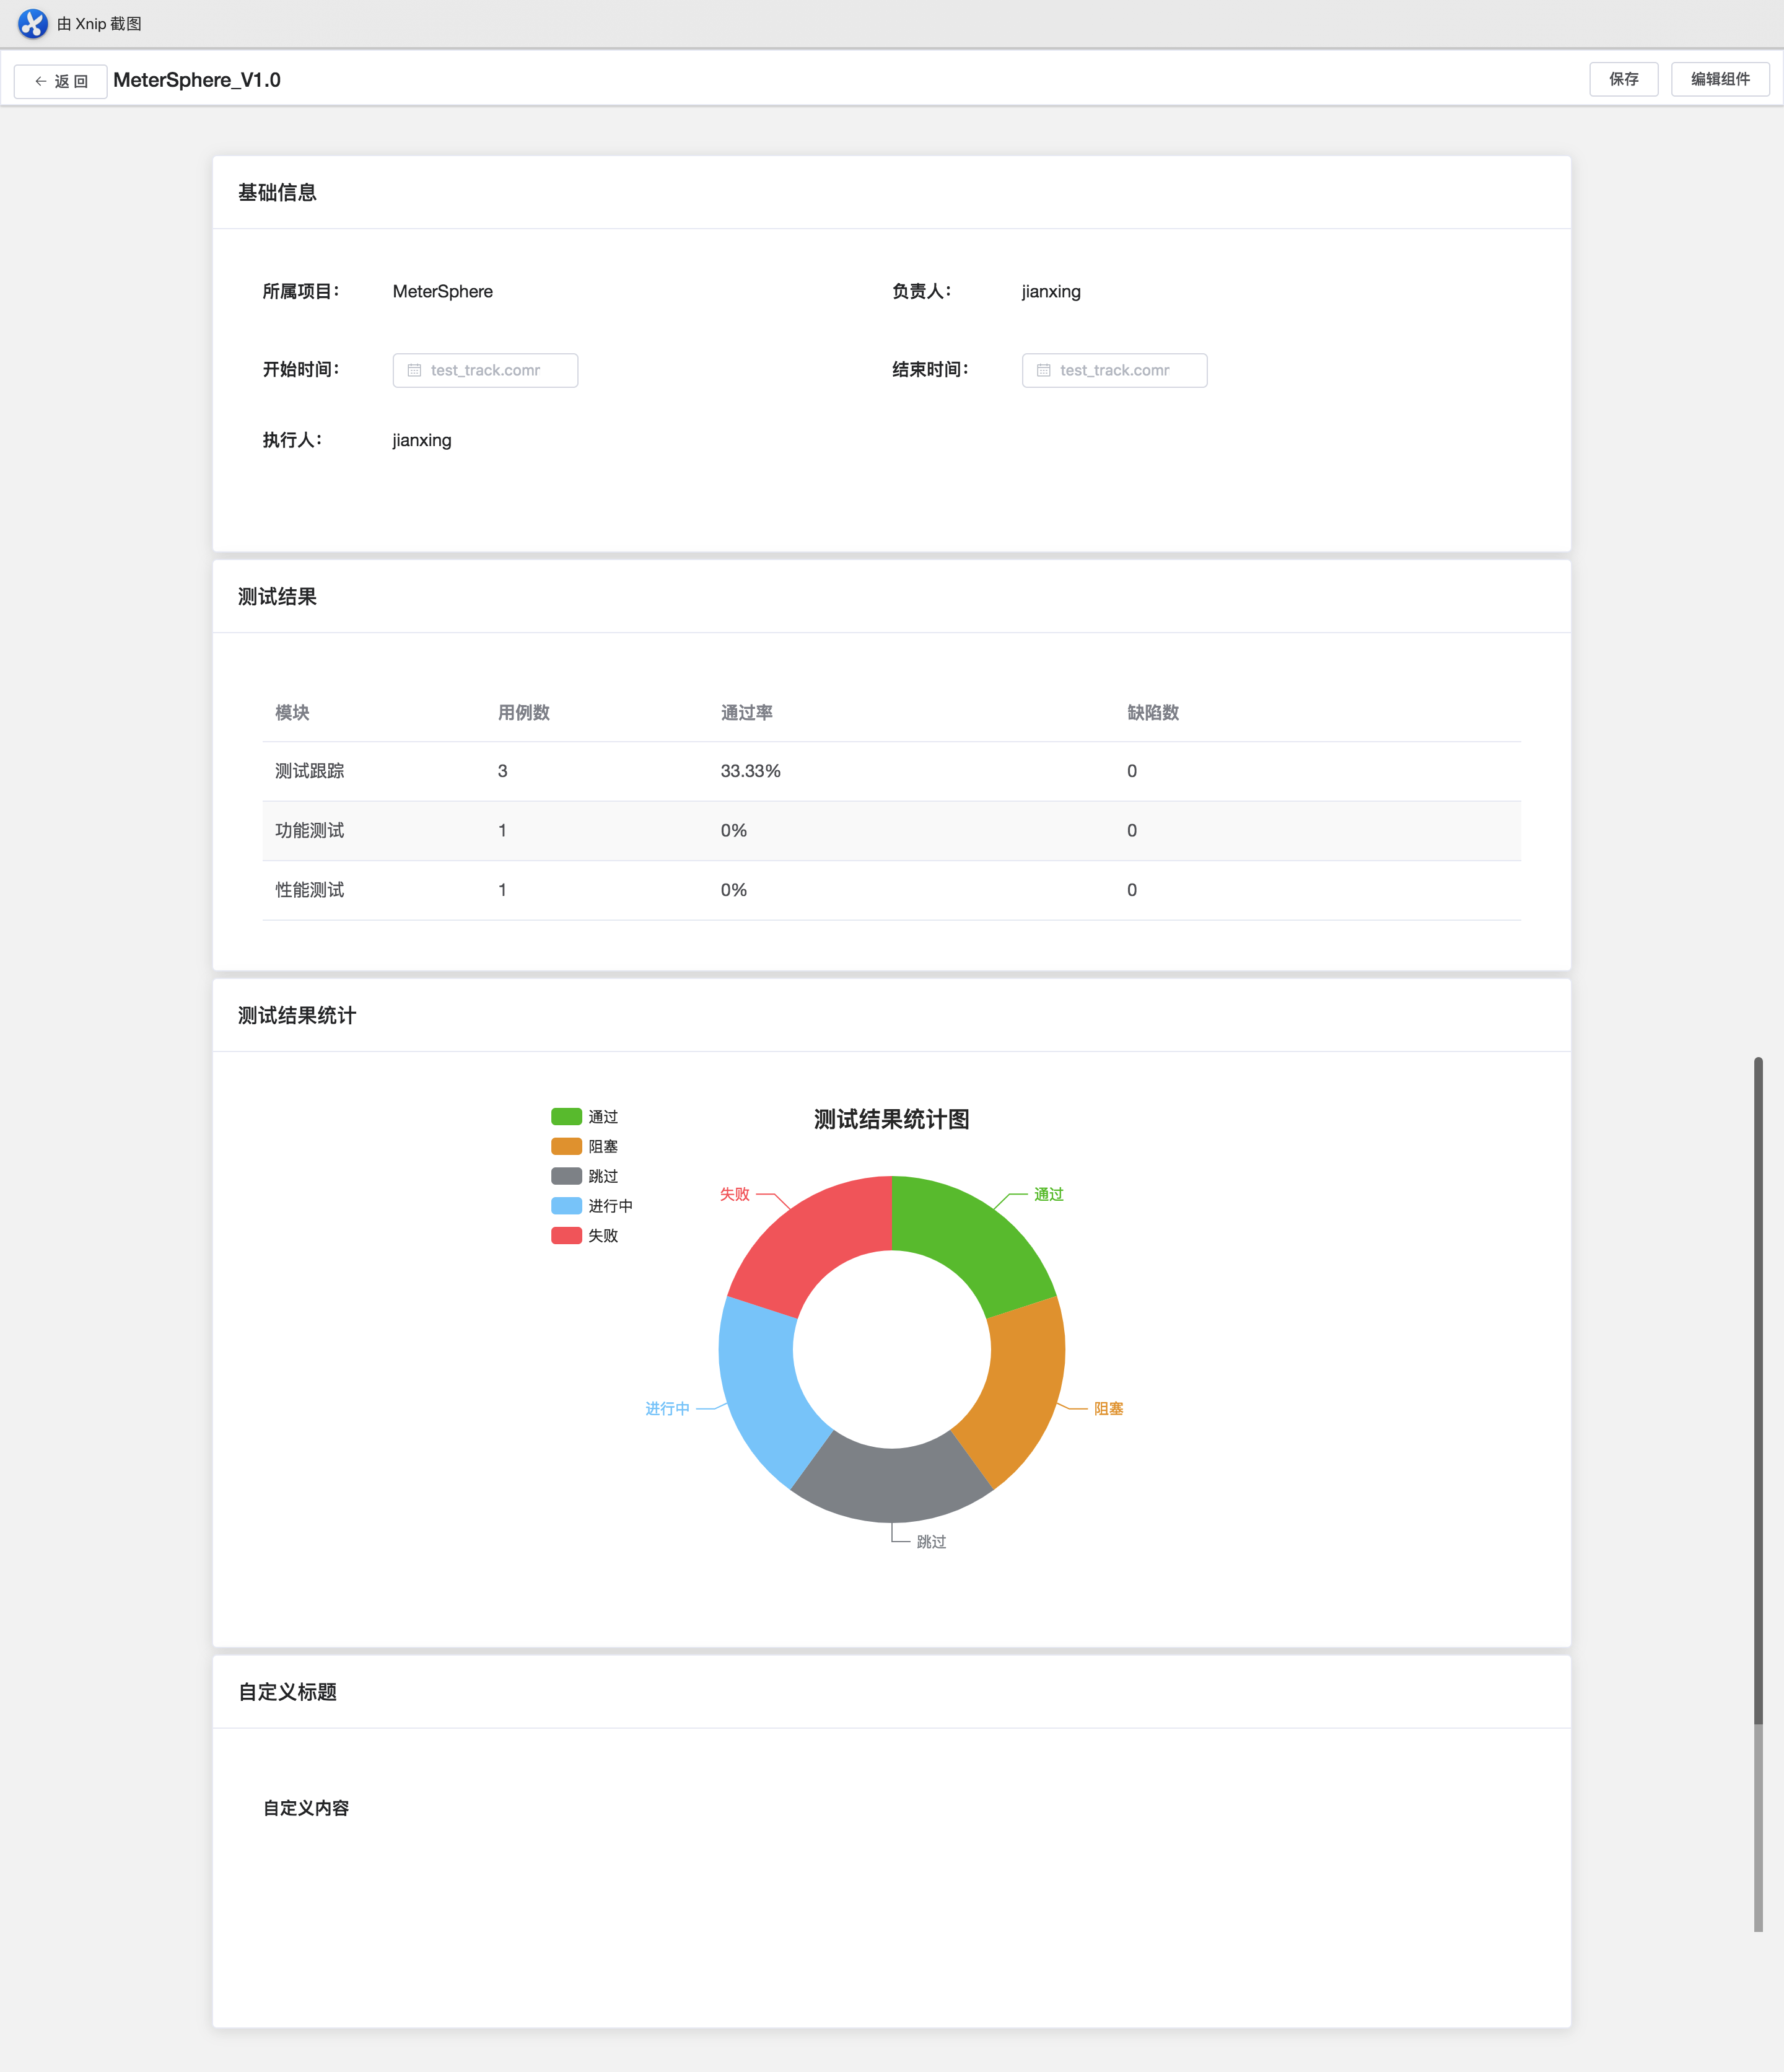 由 Xnip 截图
返 回 MeterSphere_V1.0 保存 编辑组件
基础信息
所属项目： MeterSphere 负责人： jianxing
开始时间： test_track.comr 结束时间： test_track.comr
执行人： jianxing
测试结果
模块 用例数 通过率 缺陷数
测试跟踪 3 33.33% 0
功能测试 1 0% 0
性能测试 1 0% 0
测试结果统计
测试结果统计图
通过
阻塞
跳过
进行中
失败
失败 通过
进行中 阻塞
跳过
自定义标题
自定义内容